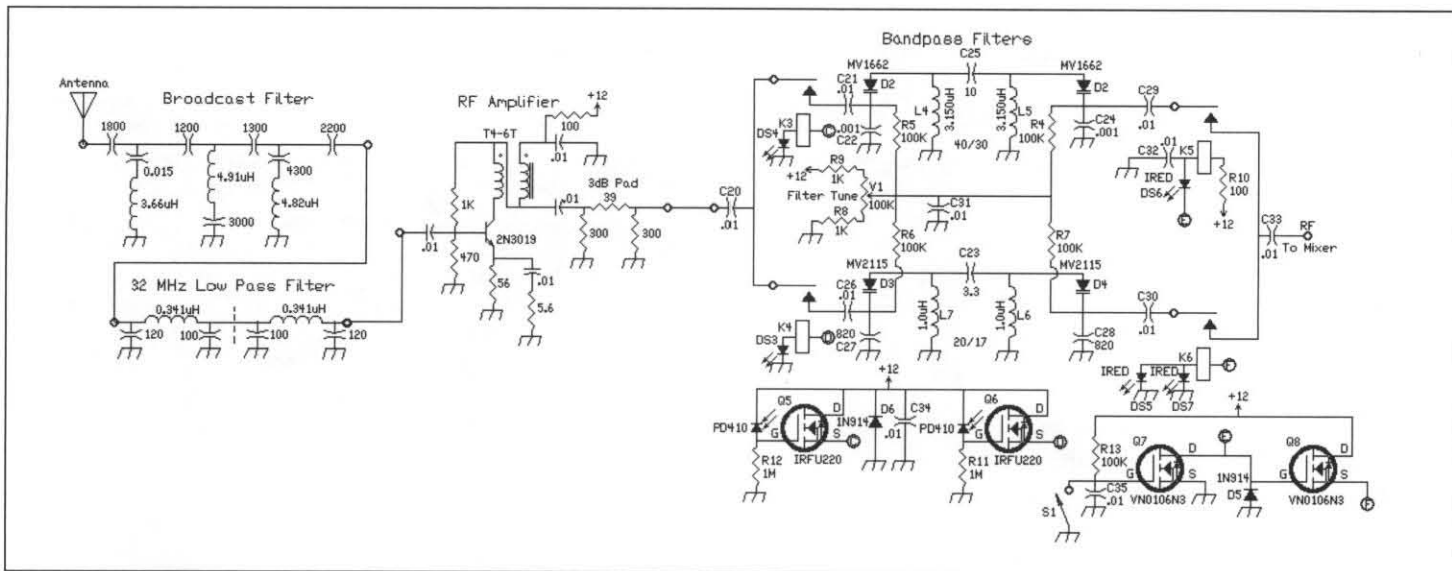 Bandpass Filters
Antenna
Broadcast Filter
1800
1200
1300
2200
0.015
4.91uH
4300
3.66uH
3000
4.82uH
32 MHz Low Pass Filter
0.341uH
0.341uH
120
100
100
120
RF Amplifier
+12
100
T4-6T
.01
1K
.01
3dB Pad
39
300
300
.01
2N3019
470
56
.01
5.6
C20
.01
C21
.01
MV1662
D2
C25
10
MV1662
D2
C29
.01
K3
DS4
.001
C22
R5
100K
L4
3.150uH
3.150uH
L5
R4
100K
C24
.001
40/30
C32
.01
K5
IRED
DS6
R10
100
+12
E
+12
R9
1K
Filter Tune
V1
100K
R8
1K
C31
.01
C33
.01
RF
To Mixer
R6
100K
R7
100K
MV2115
D3
C23
3.3
MV2115
D4
C26
.01
C30
.01
K4
DS3
820
C27
1.0uH
L7
1.0uH
L6
C28
820
20/17
K6
IRED
IRED
DS5
DS7
F
+12
Q5
D
PD410
G
S
C
R12
1M
IRFU220
D6
1N914
C34
.01
Q6
D
PD410
G
S
D
R11
1M
IRFU220
+12
R13
100K
Q7
D
G
S
VN0106N3
C35
.01
S1
E
1N914
D5
Q8
D
G
S
VN0106N3
F